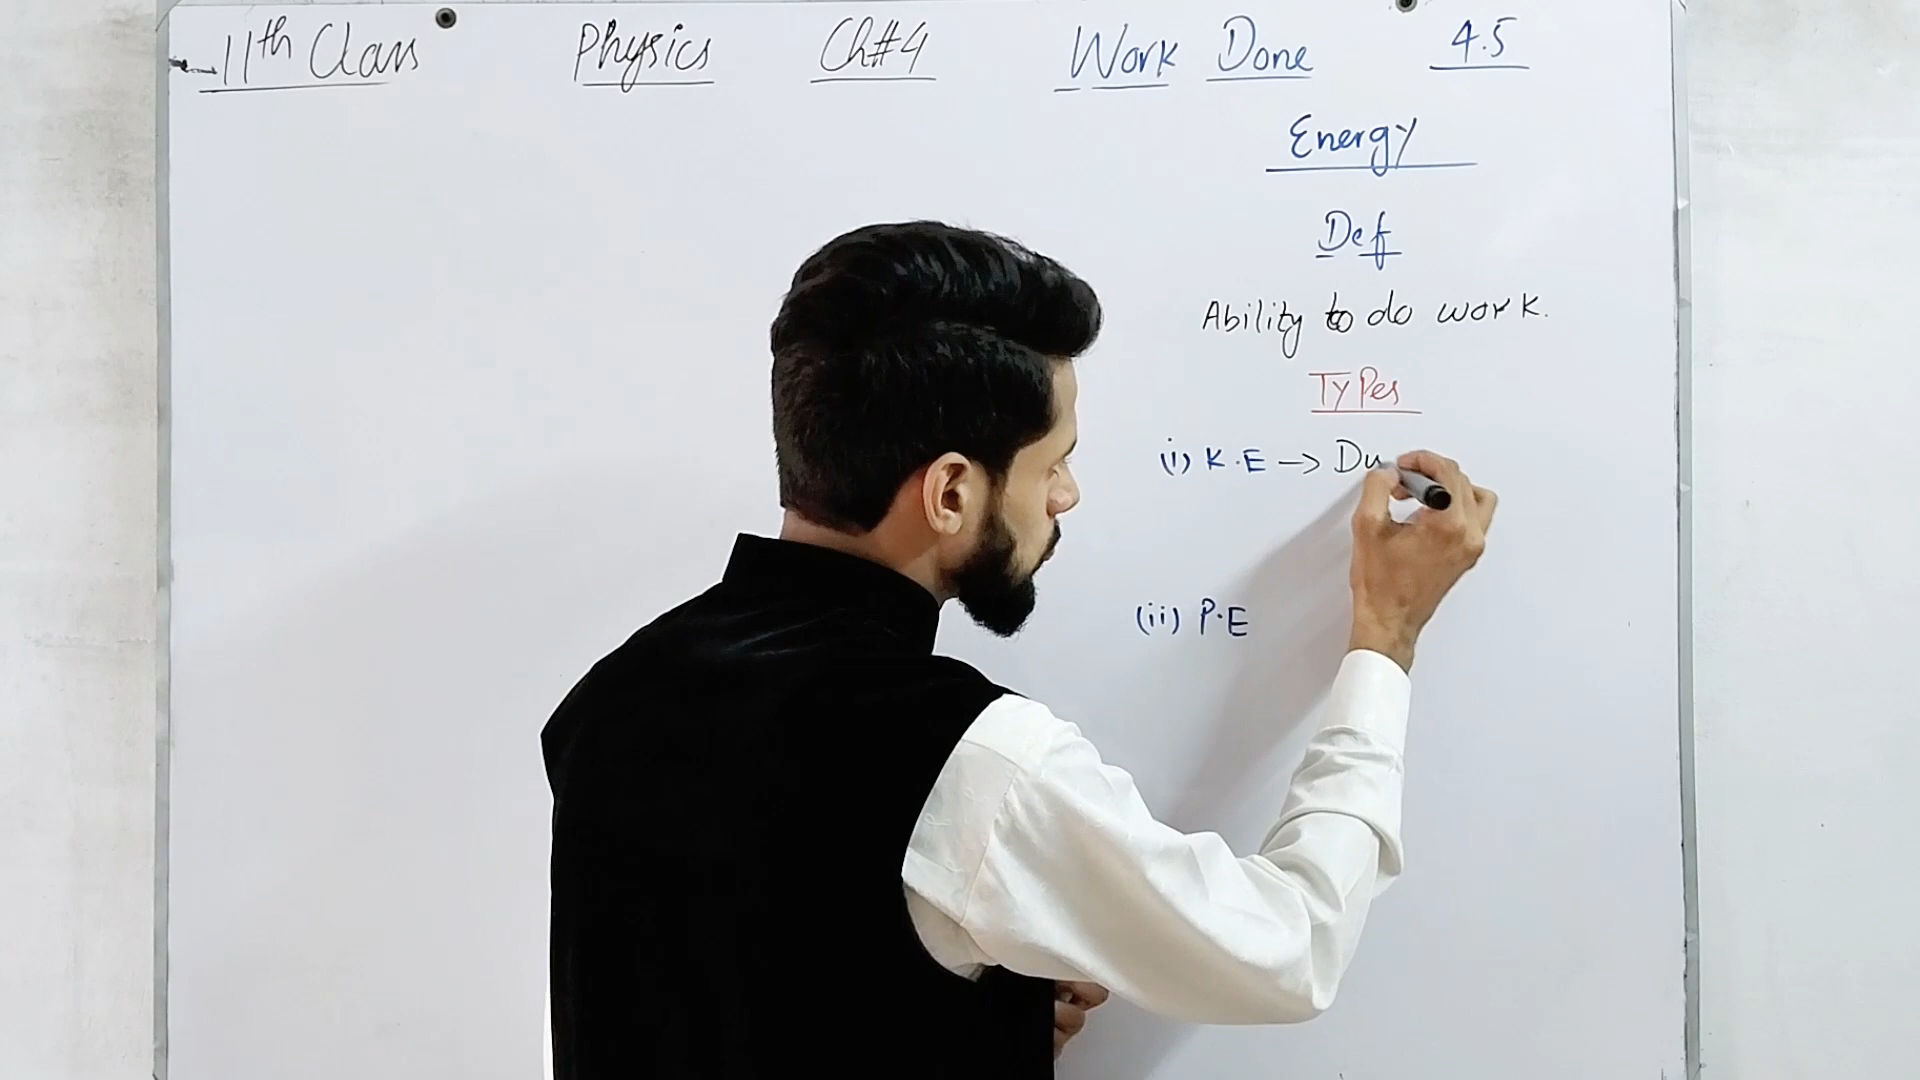 11th Class Physics Ch#4 Work Done 4.5
Energy
Def
Ability to do work.
TyPes
(i) K.E → Du
(ii) P.E